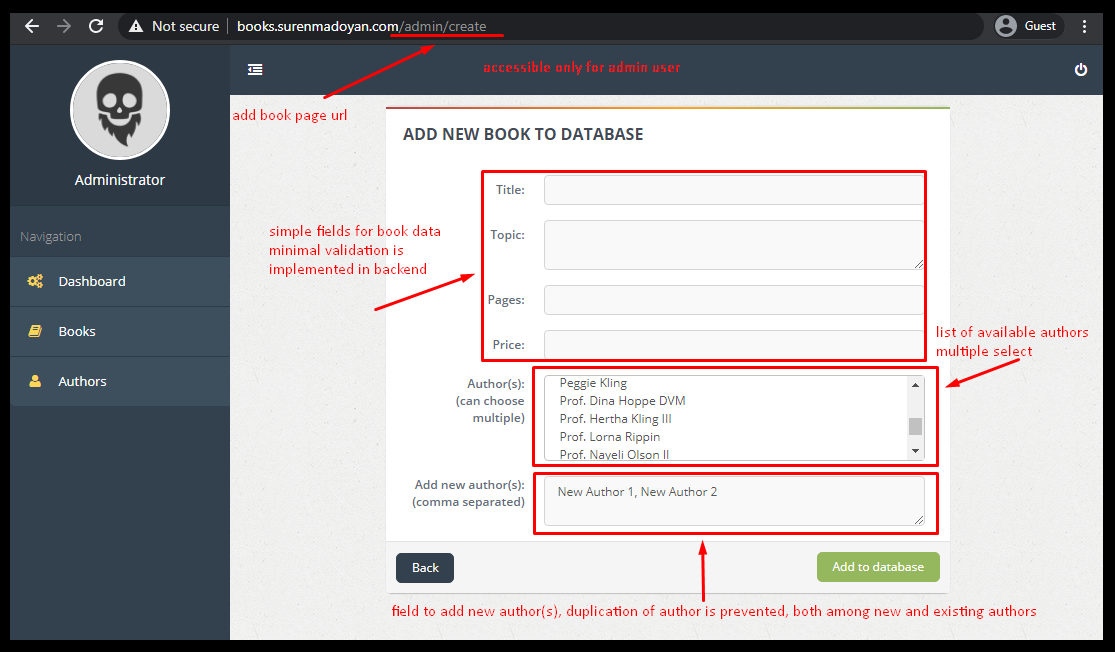 Not secure
books.surenmadoyan.com/admin/create
Guest
accessible only for admin user
add book page url
Administrator
Navigation
Dashboard
Books
Authors
ADD NEW BOOK TO DATABASE
Title:
Topic:
Pages:
Price:
simple fields for book data
minimal validation is
implemented in backend
list of available authors
multiple select
Author(s):
(can choose
multiple)
Peggie Kling
Prof. Dina Hoppe DVM
Prof. Hertha Kling III
Prof. Lorna Rippin
Prof. Nayeli Olson II
Add new author(s):
(comma separated)
New Author 1, New Author 2
Back
Add to database
field to add new author(s), duplication of author is prevented, both among new and existing authors